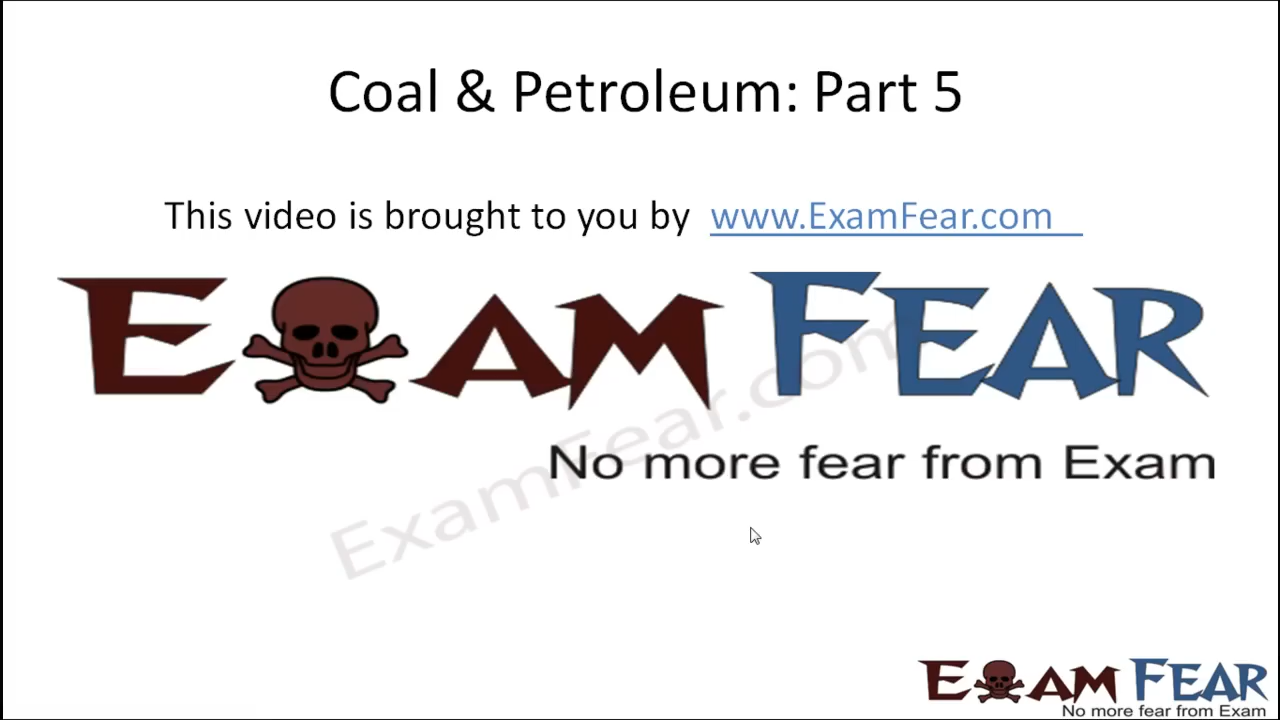 Coal & Petroleum: Part 5
This video is brought to you by www.ExamFear.com
EXAM FEAR
ExamFear.com
No more fear from Exam
EXAM FEAR
No more fear from Exam